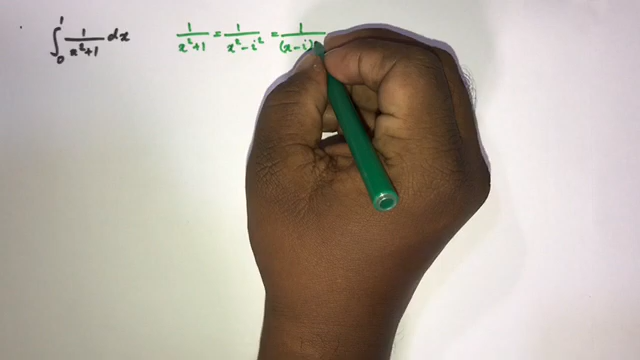 ∫₀¹ 1/(x²+1) dx   1/(x²+1) = 1/(x²-i²) = 1/(x-i)